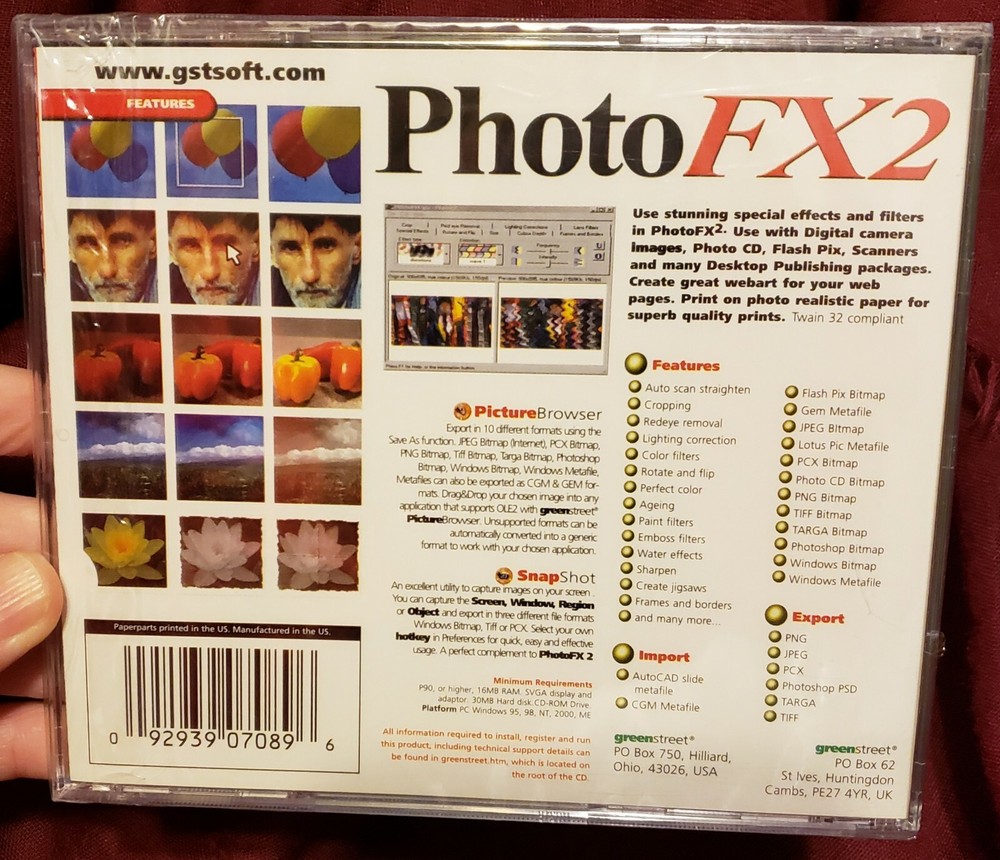 www.gstsoft.com
FEATURES
PhotoFX2
Use stunning special effects and filters
in PhotoFX2. Use with Digital camera
images, Photo CD, Flash Pix, Scanners
and many Desktop Publishing packages.
Create great webart for your web
pages. Print on photo realistic paper for
superb quality prints. Twain 32 compliant
PictureBrowser
Export in 10 different formats using the
Save As function. JPEG Bitmap (Internet), PCX Bitmap,
PNG Bitmap, Tiff Bitmap, Targa Bitmap, Photoshop
Bitmap, Windows Bitmap, Windows Metafile,
Metafiles can also be exported as CGM & GEM for-
mats. Drag&Drop your chosen image into any
application that supports OLE2 with greenstreet®
PictureBrowser. Unsupported formats can be
automatically converted into a generic
format to work with your chosen application.
SnapShot
An excellent utility to capture images on your screen .
You can capture the Screen, Window, Region
or Object and export in three different file formats
Windows Bitmap, Tiff or PCX. Select your own
hotkey in Preferences for quick, easy and effective
usage. A perfect complement to PhotoFX 2
Minimum Requirements
P90, or higher, 16MB RAM. SVGA display and
adaptor. 30MB Hard disk.CD-ROM Drive.
Platform PC Windows 95, 98, NT, 2000, ME
All information required to install, register and run
this product, including technical support details can
be found in greenstreet.htm, which is located on
the root of the CD.
Features
Auto scan straighten
Cropping
Redeye removal
Lighting correction
Color filters
Rotate and flip
Perfect color
Ageing
Paint filters
Emboss filters
Water effects
Sharpen
Create jigsaws
Frames and borders
and many more...
Import
AutoCAD slide
metafile
CGM Metafile
Flash Pix Bitmap
Gem Metafile
JPEG BItmap
Lotus Pic Metafile
PCX Bitmap
Photo CD Bitmap
PNG Bitmap
TIFF Bitmap
TARGA Bitmap
Photoshop Bitmap
Windows Bitmap
Windows Metafile
Export
PNG
JPEG
PCX
Photoshop PSD
TARGA
TIFF
greenstreet®
PO Box 750, Hilliard,
Ohio, 43026, USA
greenstreet®
PO Box 62
St Ives, Huntingdon
Cambs, PE27 4YR, UK
Paperparts printed in the US. Manufactured in the US.
0 92939 07089 6